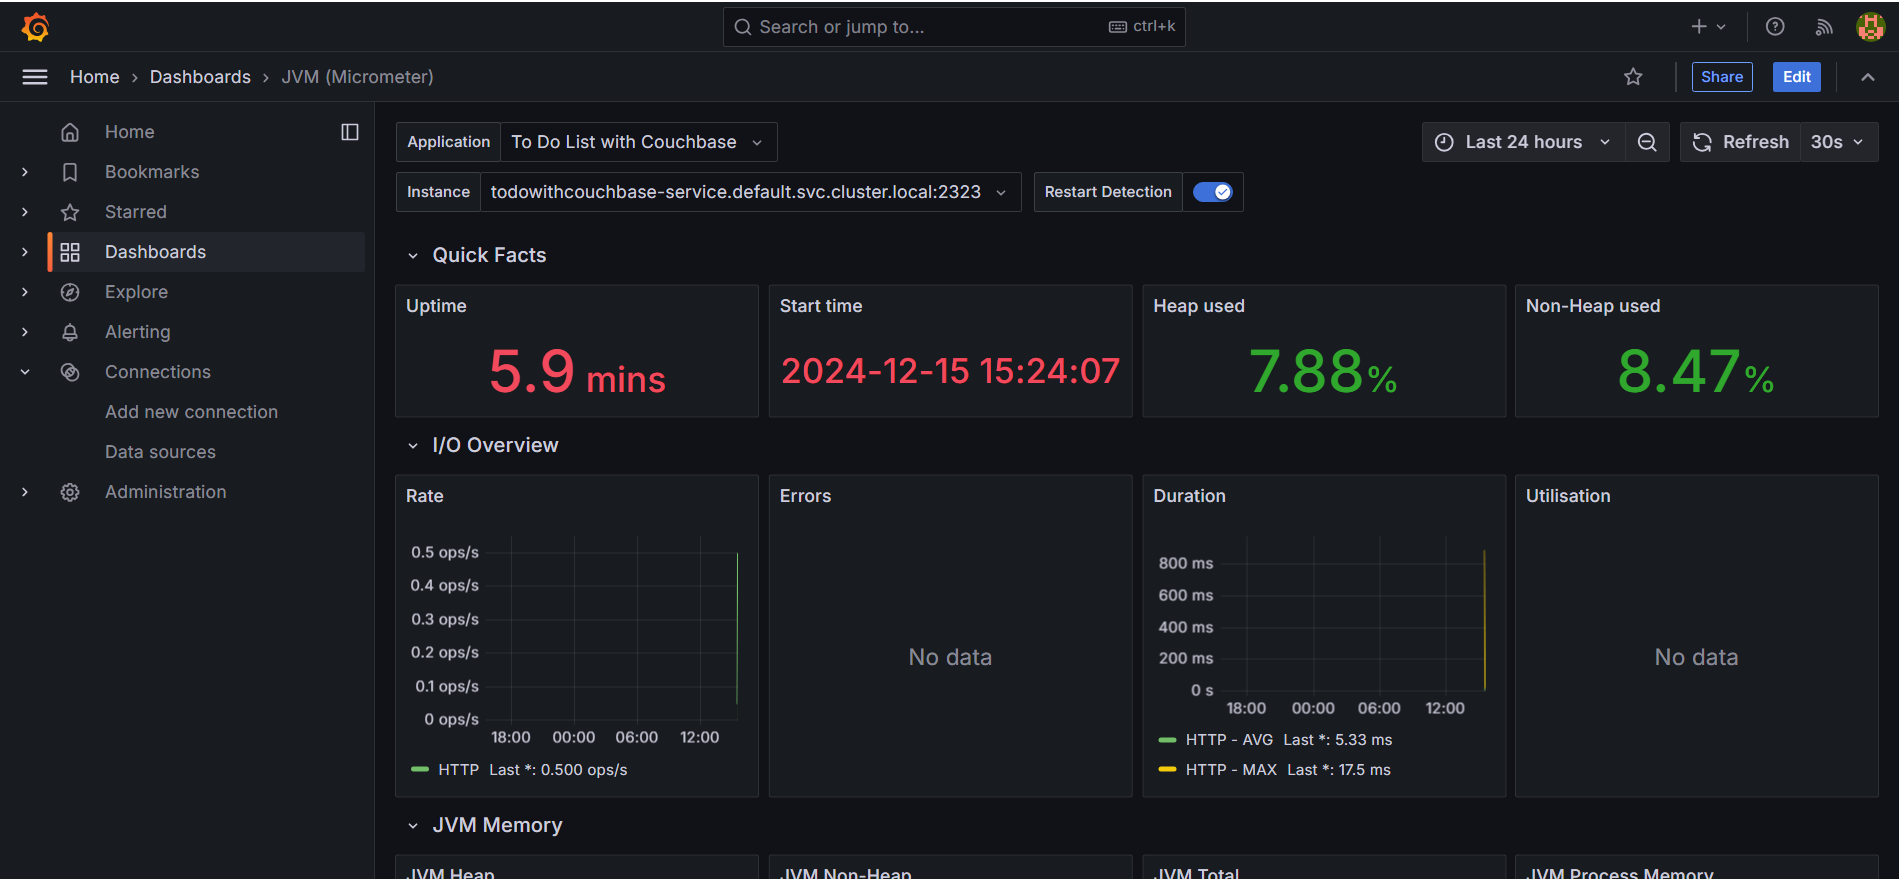 Search or jump to...
ctrl+k
Home › Dashboards › JVM (Micrometer)
Share
Edit
Home
Bookmarks
Starred
Dashboards
Explore
Alerting
Connections
Add new connection
Data sources
Administration
Application
To Do List with Couchbase
Last 24 hours
Refresh
30s
Instance
todowithcouchbase-service.default.svc.cluster.local:2323
Restart Detection
Quick Facts
Uptime
5.9 mins
Start time
2024-12-15 15:24:07
Heap used
7.88%
Non-Heap used
8.47%
I/O Overview
Rate
0.5 ops/s
0.4 ops/s
0.3 ops/s
0.2 ops/s
0.1 ops/s
0 ops/s
18:00 00:00 06:00 12:00
HTTP Last *: 0.500 ops/s
Errors
No data
Duration
800 ms
600 ms
400 ms
200 ms
0 s
18:00 00:00 06:00 12:00
HTTP - AVG Last *: 5.33 ms
HTTP - MAX Last *: 17.5 ms
Utilisation
No data
JVM Memory
JVM Heap
JVM Non-Heap
JVM Total
JVM Process Memory